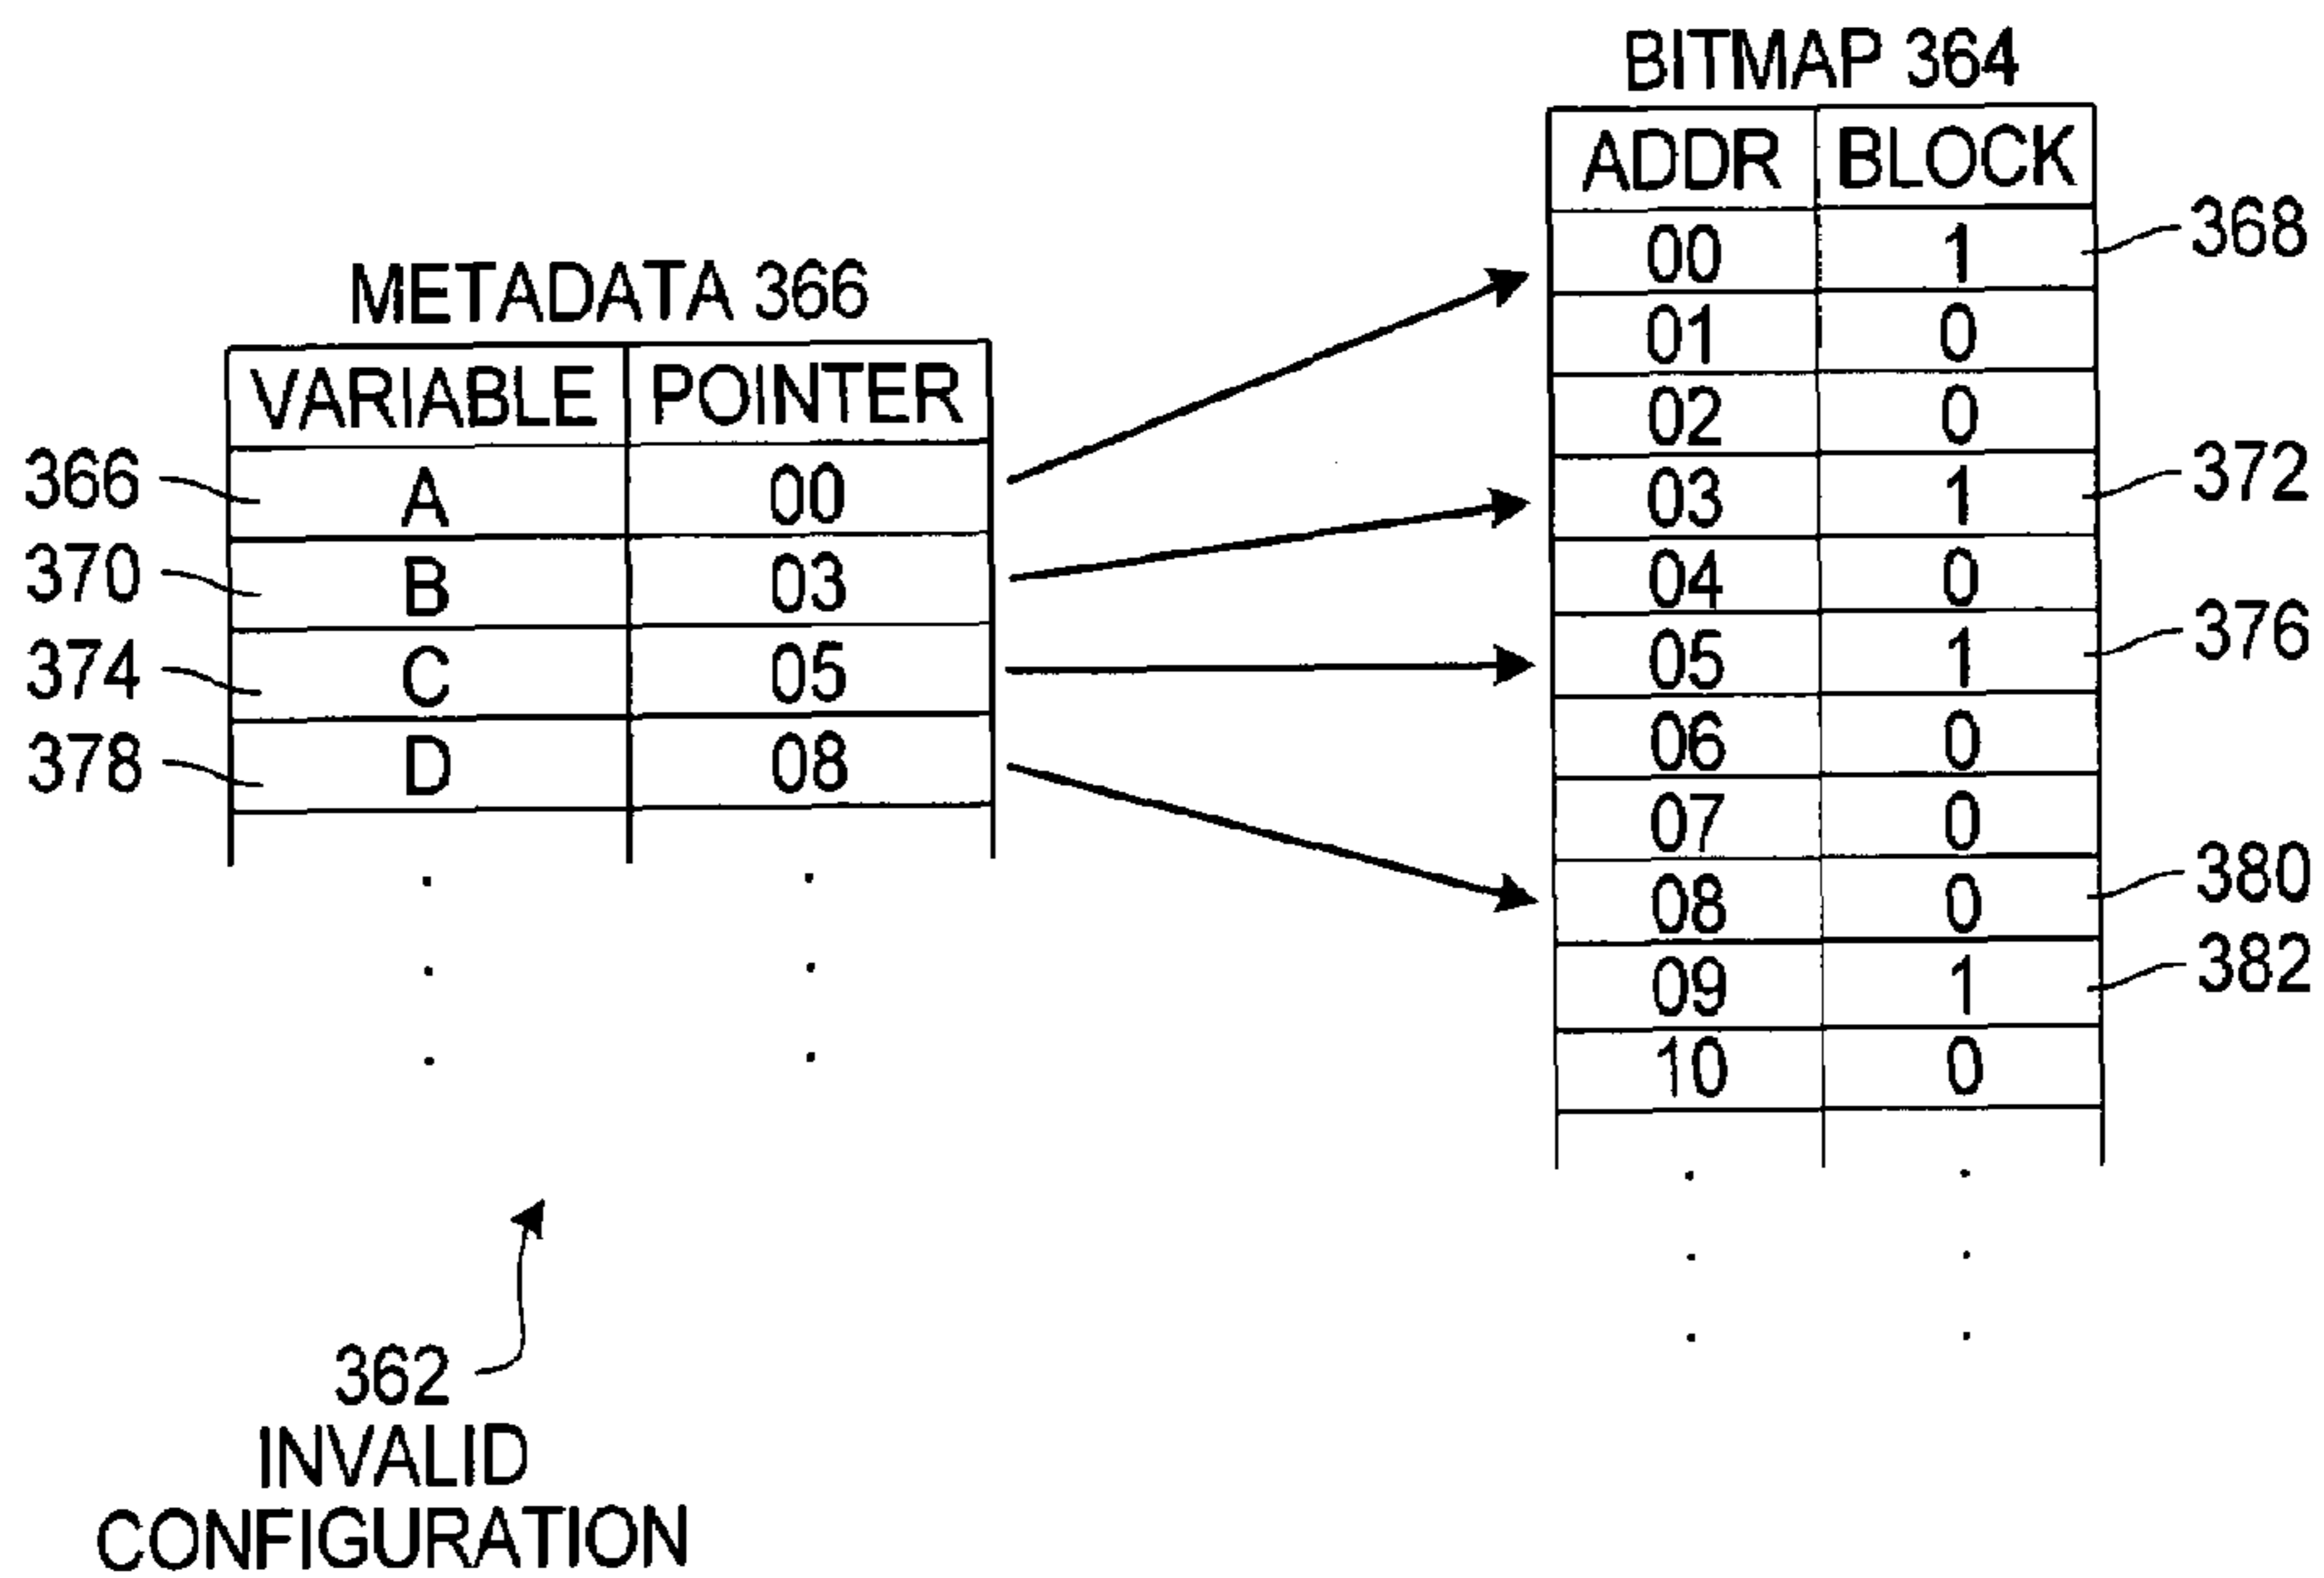 BITMAP 364
ADDR BLOCK
00 1 368
01 0
02 0
03 1 372
04 0
05 1 376
06 0
07 0
08 0 380
09 1 382
10 0
METADATA 366
VARIABLE POINTER
366 A 00
370 B 03
374 C 05
378 D 08
362
INVALID
CONFIGURATION